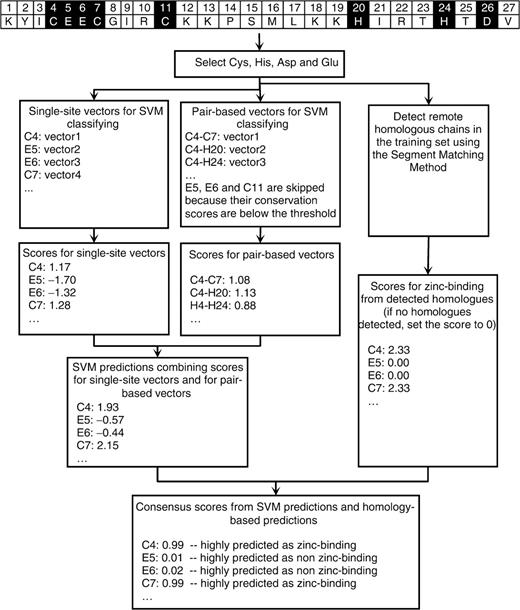 1 2 3 4 5 6 7 8 9 10 11 12 13 14 15 16 17 18 19 20 21 22 23 24 25 26 27
K Y I C E E C G I R C K K P S M L K K H I R T H T D V
Select Cys, His, Asp and Glu
Single-site vectors for SVM
classifying
C4: vector1
E5: vector2
E6: vector3
C7: vector4
...
Pair-based vectors for SVM
classifying
C4-C7: vector1
C4-H20: vector2
C4-H24: vector3
…
E5, E6 and C11 are skipped
because their conservation
scores are below the threshold
Detect remote
homologous chains in
the training set using
the Segment Matching
Method
Scores for single-site vectors
C4: 1.17
E5: −1.70
E6: −1.32
C7: 1.28
…
Scores for pair-based vectors
C4-C7: 1.08
C4-H20: 1.13
H4-H24: 0.88
…
Scores for zinc-binding
from detected homologues
(if no homologues
detected, set the score to 0)
C4: 2.33
E5: 0.00
E6: 0.00
C7: 2.33
…
SVM predictions combining scores
for single-site vectors and for pair-
based vectors
C4: 1.93
E5: −0.57
E6: −0.44
C7: 2.15
…
Consensus scores from SVM predictions and homology-
based predictions
C4: 0.99 -- highly predicted as zinc-binding
E5: 0.01 -- highly predicted as non zinc-binding
E6: 0.02 -- highly predicted as non zinc-binding
C7: 0.99 -- highly predicted as zinc-binding
…